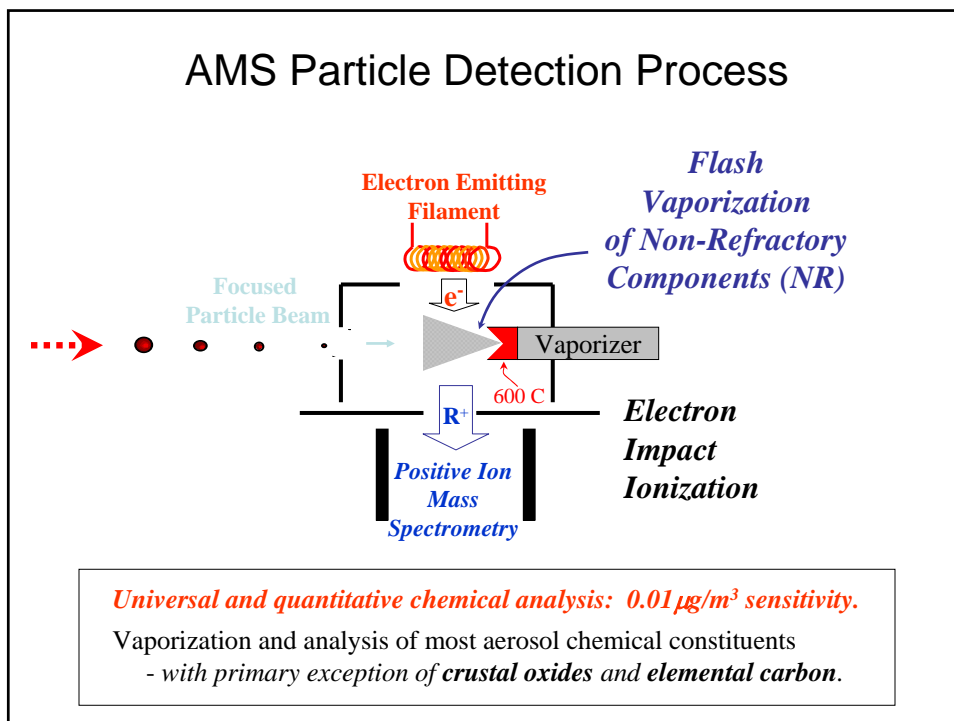 AMS Particle Detection Process
Flash
Vaporization
of Non-Refractory
Components (NR)
Electron Emitting
Filament
e-
Focused
Particle Beam
Vaporizer
600 C
R+
Electron
Impact
Ionization
Positive Ion
Mass
Spectrometry
Universal and quantitative chemical analysis: 0.01µg/m³ sensitivity.
Vaporization and analysis of most aerosol chemical constituents
- with primary exception of crustal oxides and elemental carbon.